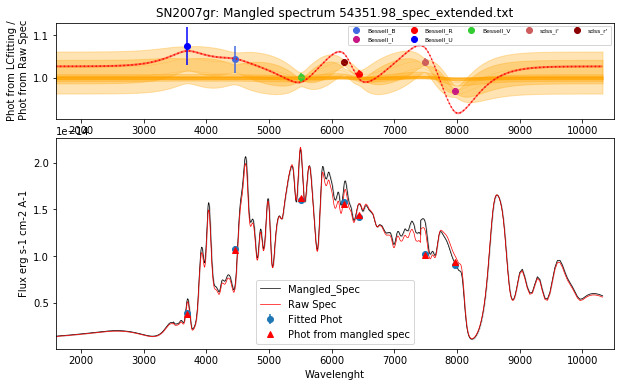 SN2007gr: Mangled spectrum 54351.98_spec_extended.txt
Phot from LCfitting /
Phot from Raw Spec
1.1
1.0
Bessell_B
Bessell_I
Bessell_R
Bessell_U
Bessell_V
sdss_i'
sdss_r'
2000 3000 4000 5000 6000 7000 8000 9000 10000
Flux erg s-1 cm-2 A-1
2.0
1.5
1.0
0.5
Mangled_Spec
Raw Spec
Fitted Phot
Phot from mangled spec
2000 3000 4000 5000 6000 7000 8000 9000 10000
Wavelenght